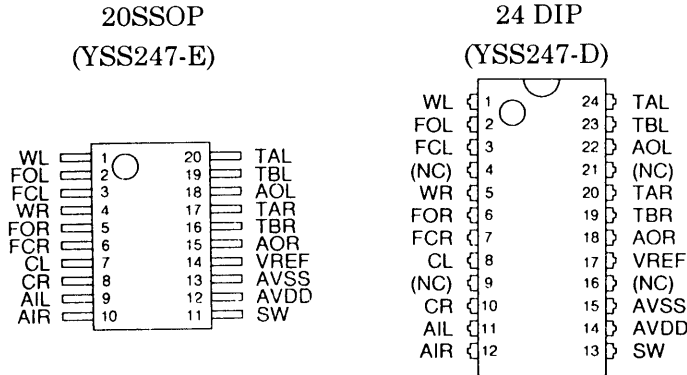 20SSOP
(YSS247-E)
WL 1 20 TAL
FOL 2 19 TBL
FCL 3 18 AOL
WR 4 17 TAR
FOR 5 16 TBR
FCR 6 15 AOR
CL 7 14 VREF
CR 8 13 AVSS
AIL 9 12 AVDD
AIR 10 11 SW
24 DIP
(YSS247-D)
WL 1 24 TAL
FOL 2 23 TBL
FCL 3 22 AOL
(NC) 4 21 (NC)
WR 5 20 TAR
FOR 6 19 TBR
FCR 7 18 AOR
CL 8 17 VREF
(NC) 9 16 (NC)
CR 10 15 AVSS
AIL 11 14 AVDD
AIR 12 13 SW